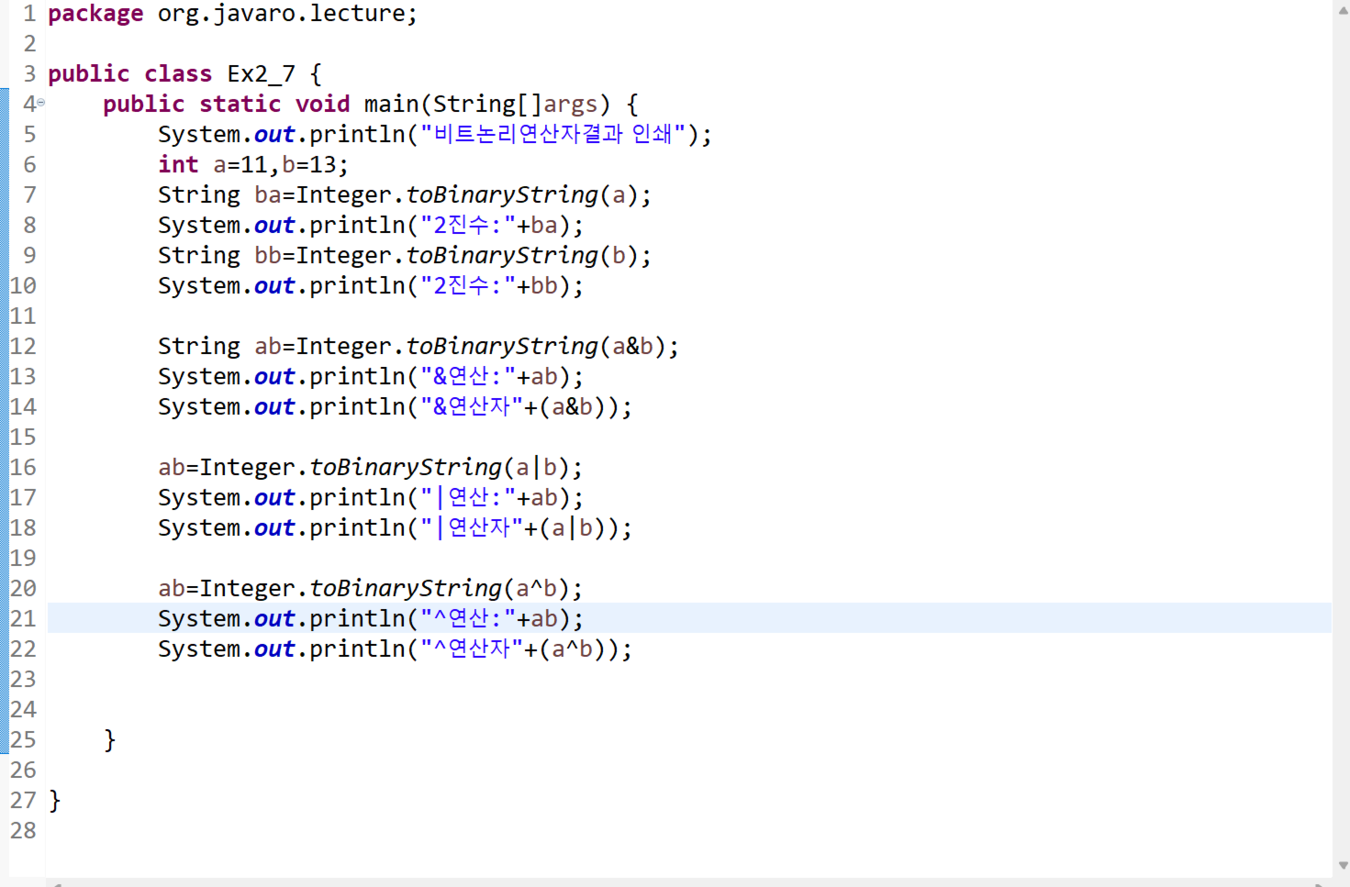 1 package org.javaro.lecture;
2
3 public class Ex2_7 {
4     public static void main(String[]args) {
5         System.out.println("비트논리연산자결과 인쇄");
6         int a=11,b=13;
7         String ba=Integer.toBinaryString(a);
8         System.out.println("2진수:"+ba);
9         String bb=Integer.toBinaryString(b);
10         System.out.println("2진수:"+bb);
11
12         String ab=Integer.toBinaryString(a&b);
13         System.out.println("&연산:"+ab);
14         System.out.println("&연산자"+(a&b));
15
16         ab=Integer.toBinaryString(a|b);
17         System.out.println("|연산:"+ab);
18         System.out.println("|연산자"+(a|b));
19
20         ab=Integer.toBinaryString(a^b);
21         System.out.println("^연산:"+ab);
22         System.out.println("^연산자"+(a^b));
23
24
25     }
26
27 }
28